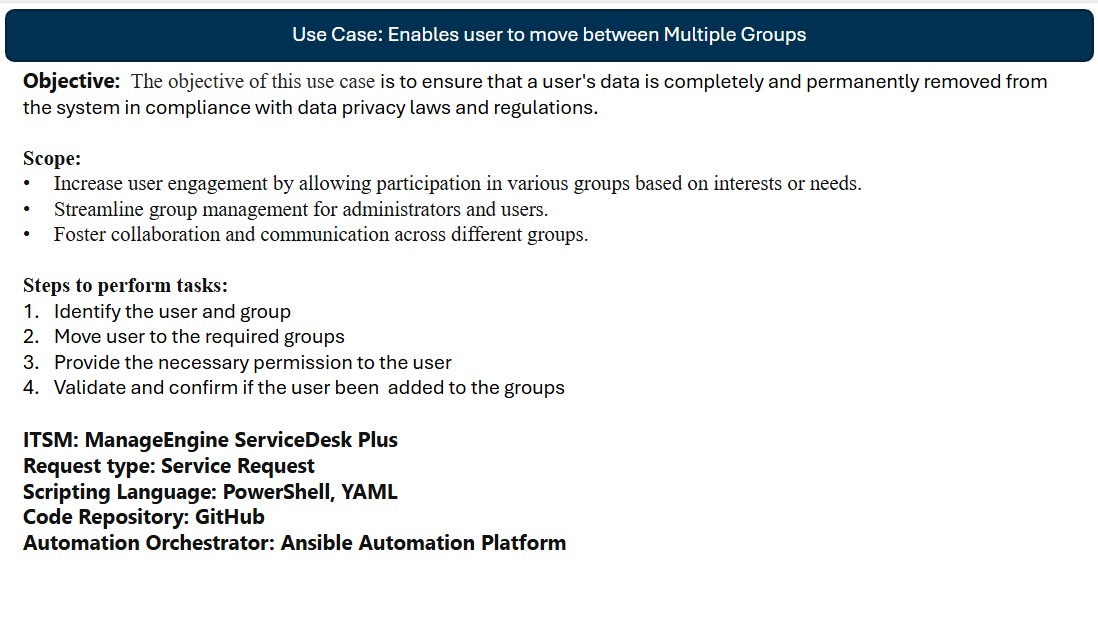 Use Case: Enables user to move between Multiple Groups
Objective: The objective of this use case is to ensure that a user's data is completely and permanently removed from
the system in compliance with data privacy laws and regulations.
Scope:
• Increase user engagement by allowing participation in various groups based on interests or needs.
• Streamline group management for administrators and users.
• Foster collaboration and communication across different groups.
Steps to perform tasks:
1. Identify the user and group
2. Move user to the required groups
3. Provide the necessary permission to the user
4. Validate and confirm if the user been  added to the groups
ITSM: ManageEngine ServiceDesk Plus
Request type: Service Request
Scripting Language: PowerShell, YAML
Code Repository: GitHub
Automation Orchestrator: Ansible Automation Platform